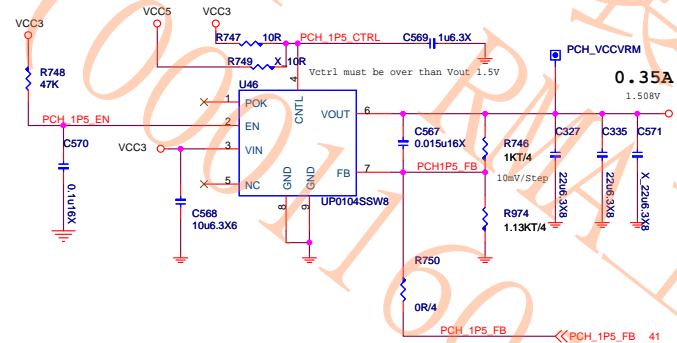 VCC5
VCC3
VCC3
R747
10R
PCH_1P5_CTRL
C569
1u6.3X
R749
X_10R
PCH_VCCVRM
R748
47K
U46
4
Vctrl must be over than Vout 1.5V
0.35A
1.508V
1
POK
CNTL
VOUT
6
PCH_1P5_EN
2
EN
C567
0.015u16X
R746
1KT/4
C327
C335
C571
C570
VCC3
3
VIN
FB
7
PCH1P5_FB
10mV/Step
5
NC
GND
GND
0.1u16X
22u6.3X8
22u6.3X8
X_22u6.3X8
8
9
UP0104SSW8
C568
10u6.3X6
R974
1.13KT/4
R750
0R/4
PCH_1P5_FB
PCH_1P5_FB 41